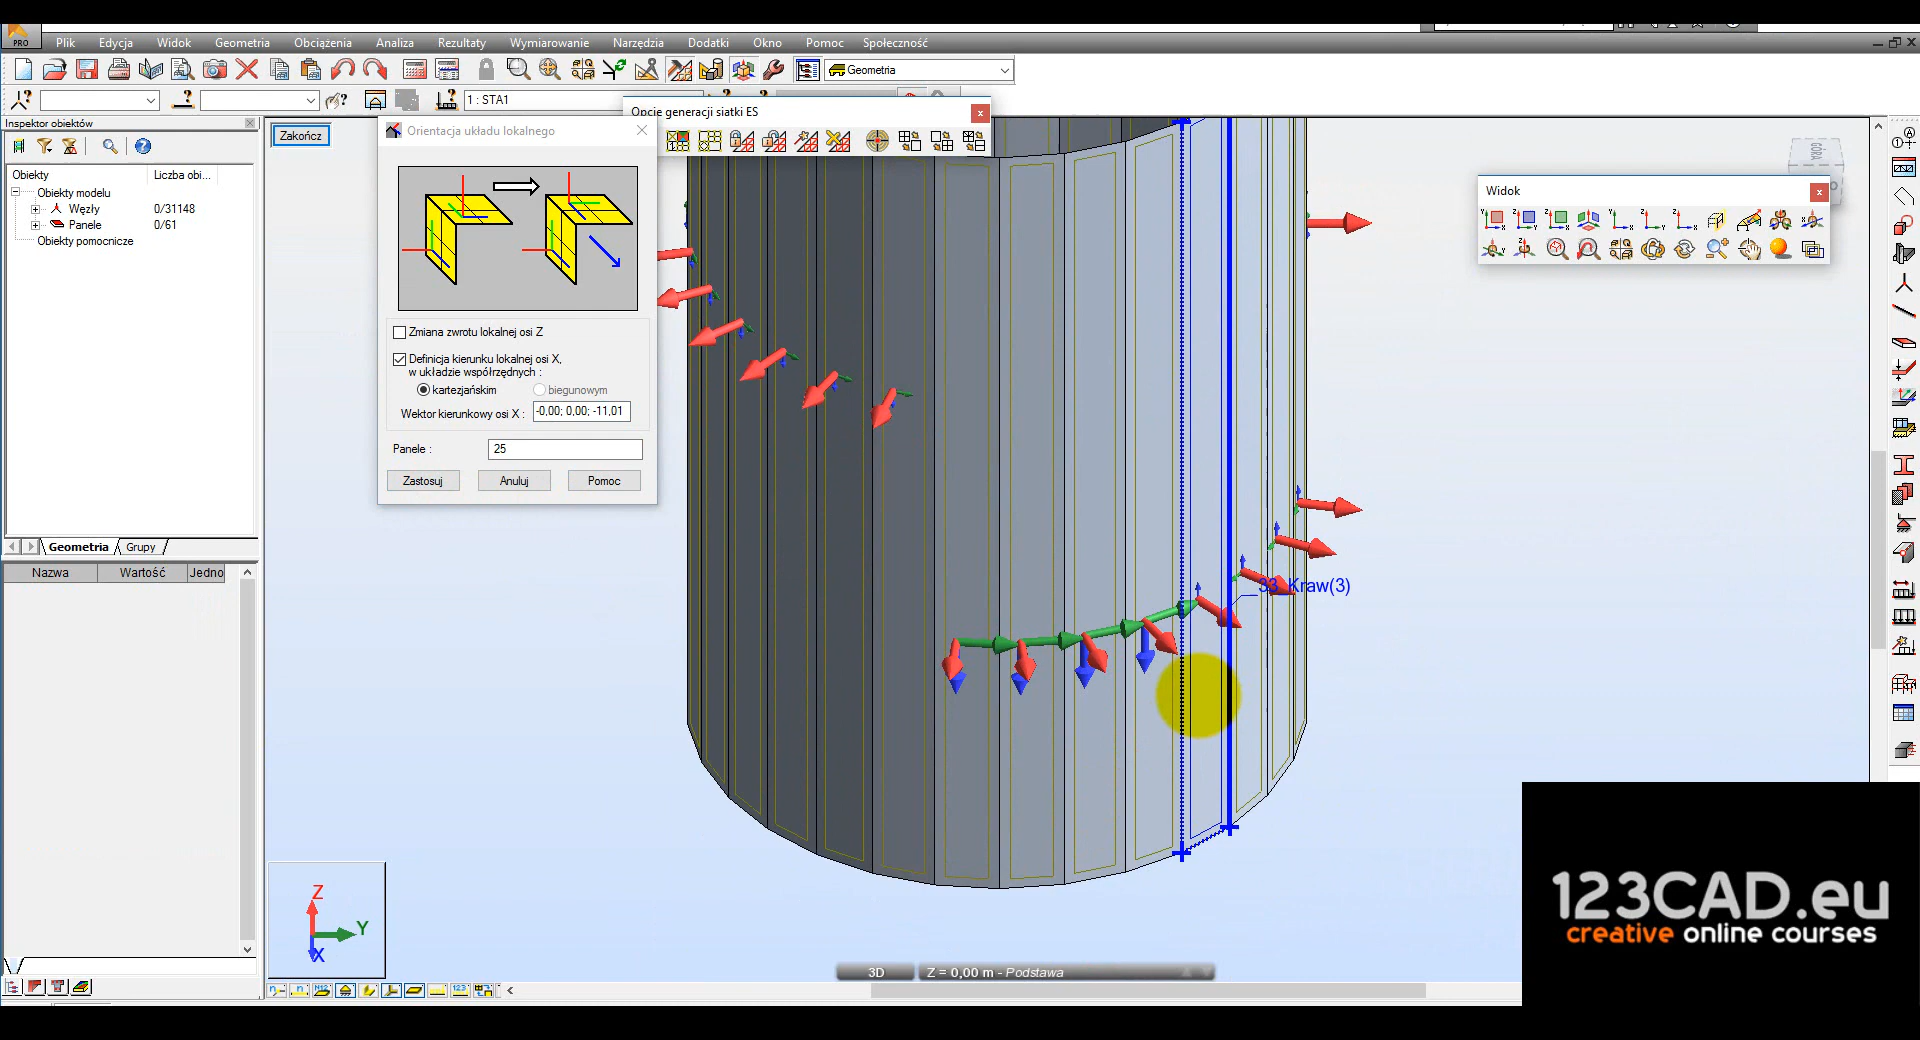 PRO
Plik Edycja Widok Geometria Obciążenia Analiza Rezultaty Wymiarowanie Narzędzia Dodatki Okno Pomoc Społeczność
Geometria
1 : STA1
Inspektor obiektów
Zakończ
Obiekty Liczba obi...
Obiekty modelu
Węzły 0/31148
Panele 0/61
Obiekty pomocnicze
Geometria Grupy
Nazwa Wartość Jedno
Orientacja układu lokalnego
Zmiana zwrotu lokalnej osi Z
Definicja kierunku lokalnej osi X,
w układzie współrzędnych :
kartezjańskim biegunowym
Wektor kierunkowy osi X : -0,00; 0,00; -11,01
Panele : 25
Zastosuj Anuluj Pomoc
Opcje generacji siatki ES
Widok
GÓRA
33_Kraw(3)
Z
Y
X
3D Z = 0,00 m - Podstawa
123CAD.eu
creative online courses